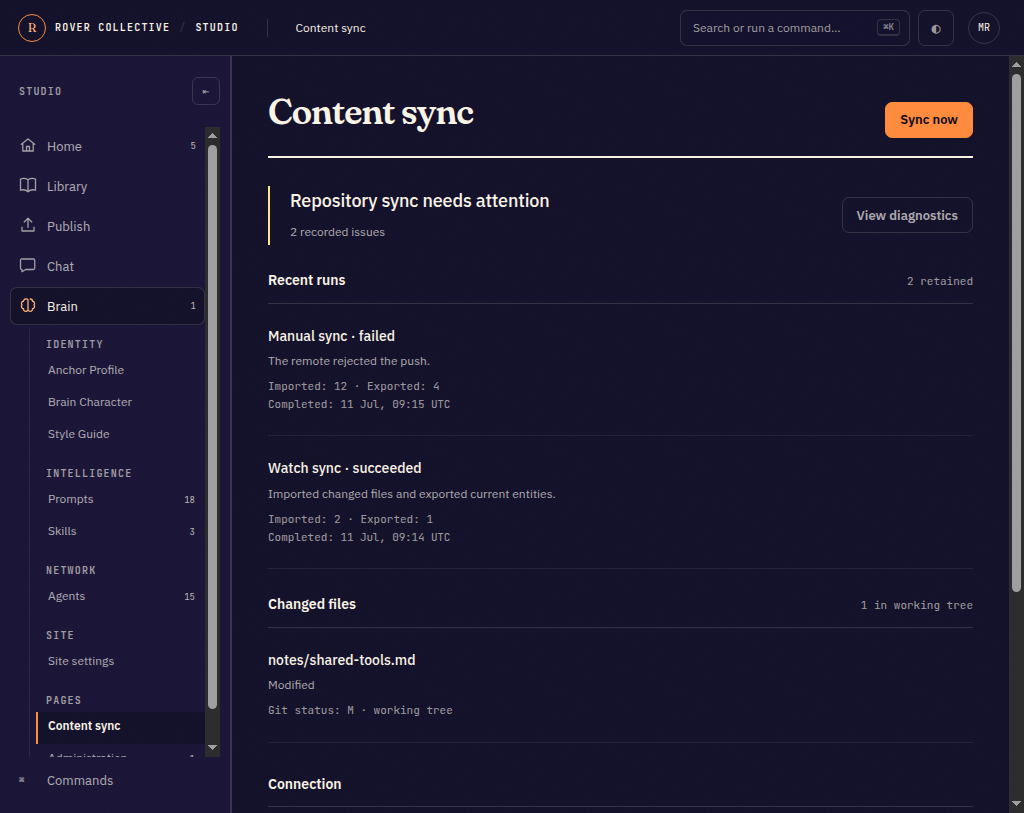 R ROVER COLLECTIVE / STUDIO Content sync
Search or run a command... ⌘K
MR
STUDIO
Home 5
Library
Publish
Chat
Brain 1
IDENTITY
Anchor Profile
Brain Character
Style Guide
INTELLIGENCE
Prompts 18
Skills 3
NETWORK
Agents 15
SITE
Site settings
PAGES
Content sync
Administration 1
⌘ Commands
Content sync
Sync now
Repository sync needs attention
2 recorded issues
View diagnostics
Recent runs 2 retained
Manual sync · failed
The remote rejected the push.
Imported: 12 · Exported: 4
Completed: 11 Jul, 09:15 UTC
Watch sync · succeeded
Imported changed files and exported current entities.
Imported: 2 · Exported: 1
Completed: 11 Jul, 09:14 UTC
Changed files 1 in working tree
notes/shared-tools.md
Modified
Git status: M · working tree
Connection